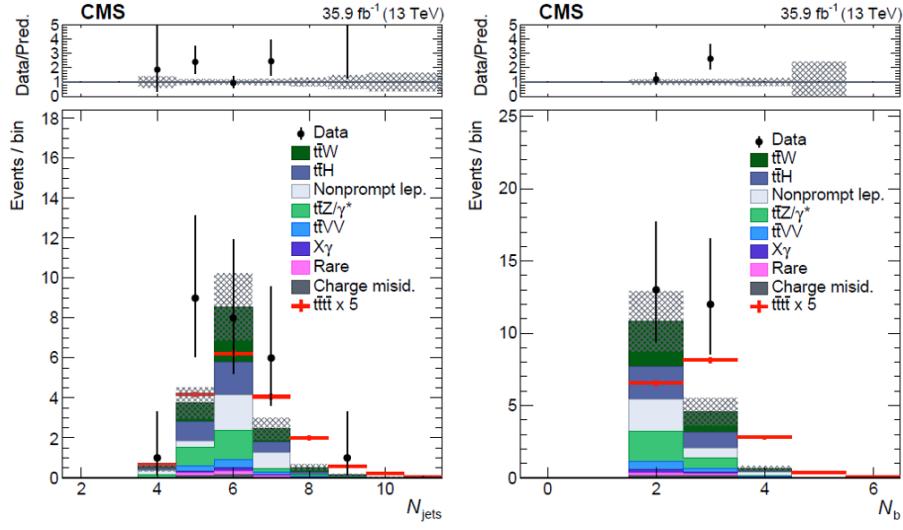 CMS 35.9 fb⁻¹ (13 TeV)
Data/Pred.
5
4
3
2
1
0
Events / bin
18
16
14
12
10
8
6
4
2
0
Data
tt̄W
tt̄H
Nonprompt lep.
tt̄Z/γ*
tt̄VV
Xγ
Rare
Charge misid.
tt̄tt̄ x 5
2 4 6 8 10
N_jets
CMS 35.9 fb⁻¹ (13 TeV)
Data/Pred.
5
4
3
2
1
0
Events / bin
25
20
15
10
5
0
Data
tt̄W
tt̄H
Nonprompt lep.
tt̄Z/γ*
tt̄VV
Xγ
Rare
Charge misid.
tt̄tt̄ x 5
0 2 4 6
N_b